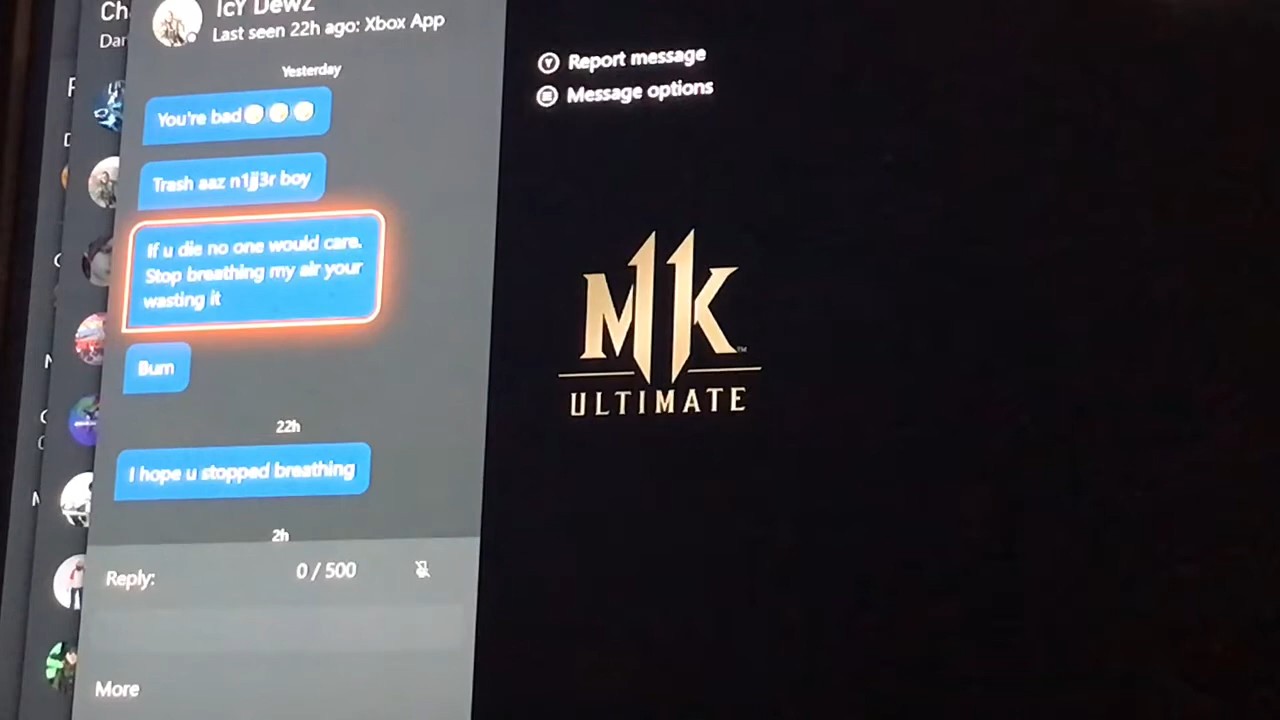 IcY DewZ
Last seen 22h ago: Xbox App
Yesterday
You're bad
Trash aaz n1jj3r boy
If u die no one would care.
Stop breathing my air your
wasting it
Bum
22h
I hope u stopped breathing
2h
Reply:
0 / 500
More
Report message
Message options
MK11
TM
ULTIMATE